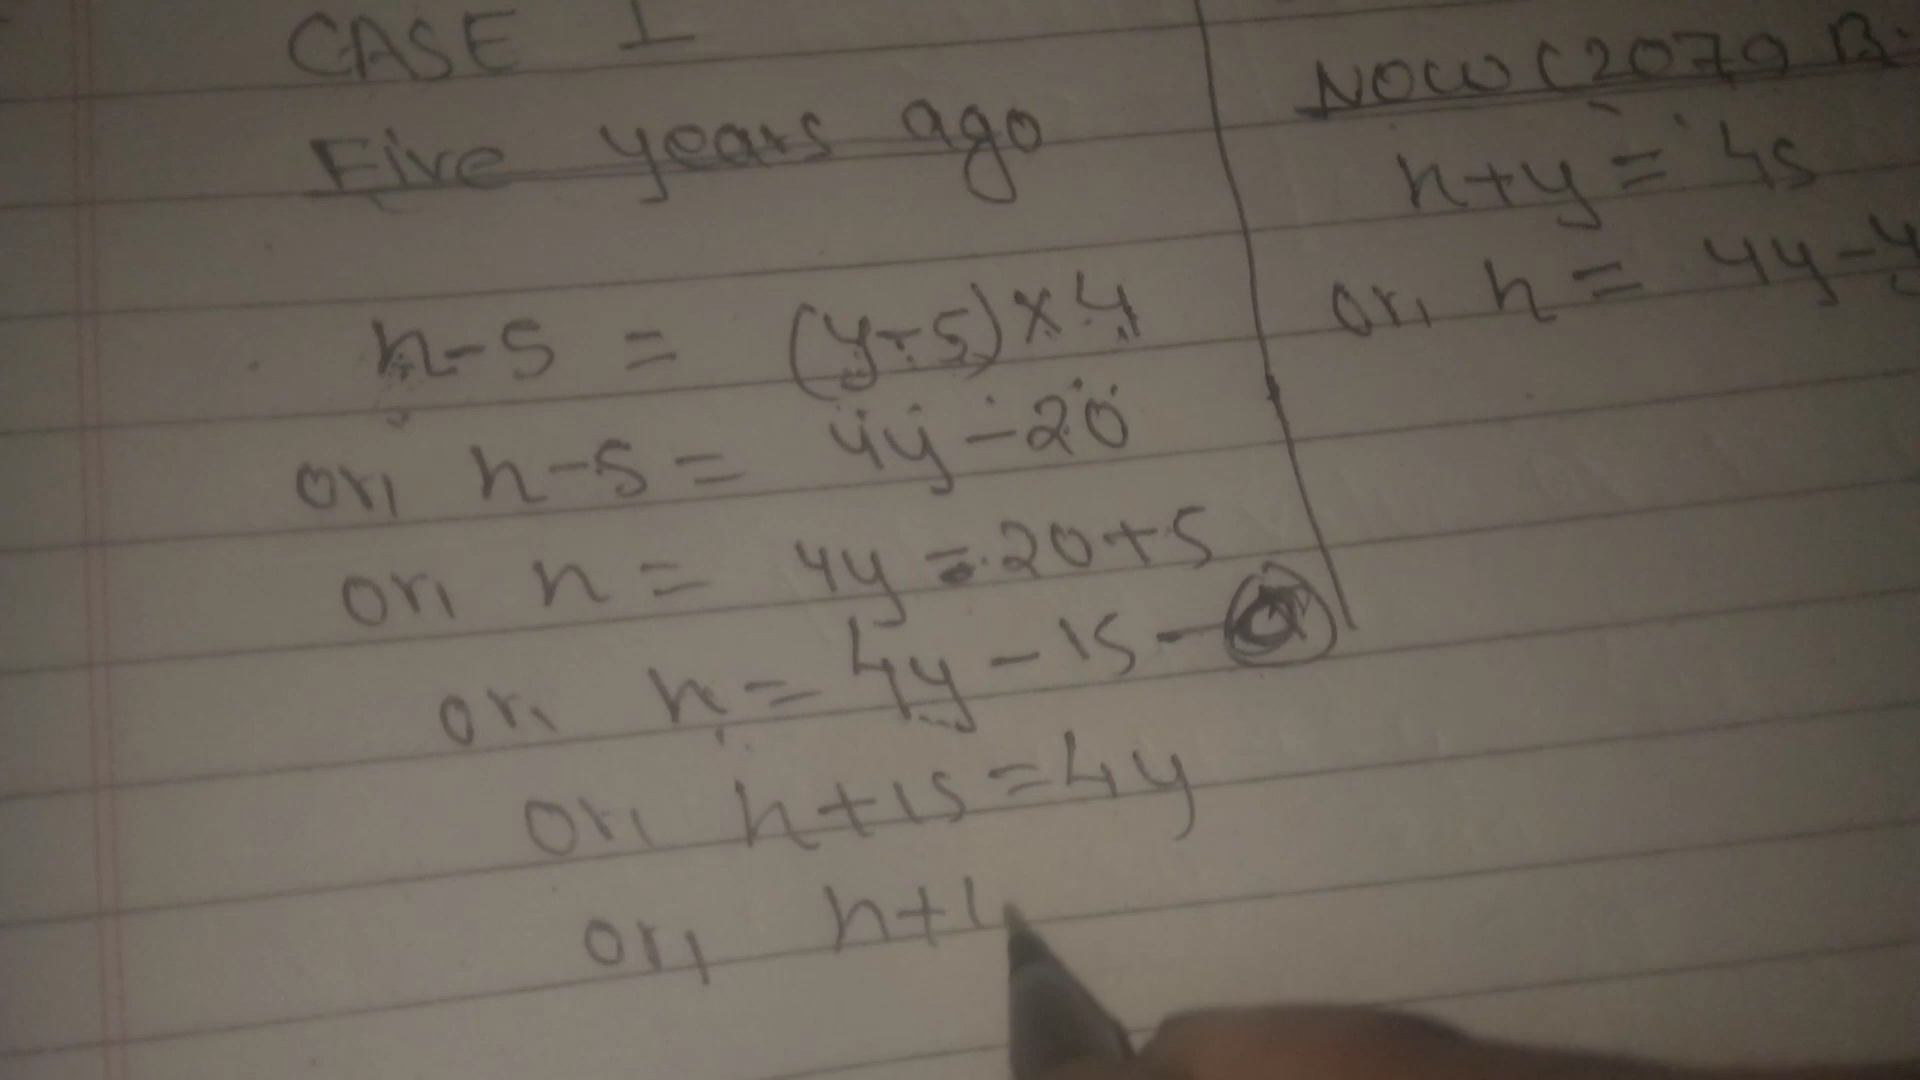 CASE 1
Five years ago
n-5 = (y-5)×4
or, n-5 = 4y-20
or, n = 4y-20+5
or, n = 4y-15-
or, n+15=4y
or, n+1
NOW (2079 B.
n+y = 45
or, n = 4y-y